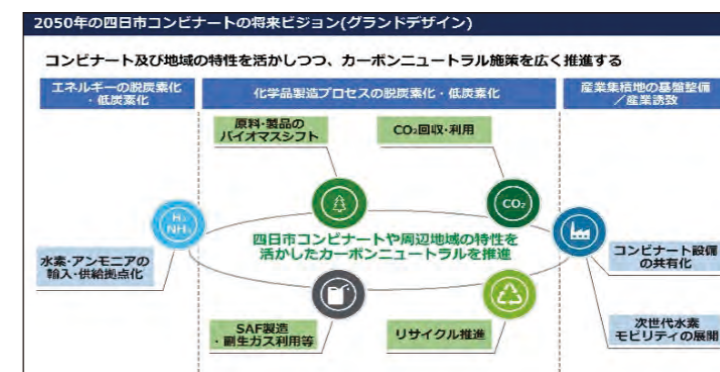 2050年の四日市コンビナートの将来ビジョン(グランドデザイン)
コンビナート及び地域の特性を活かしつつ、カーボンニュートラル施策を広く推進する
エネルギーの脱炭素化
・低炭素化
化学品製造プロセスの脱炭素化・低炭素化
産業集積地の基盤整備
／産業誘致
原料・製品の
バイオマスシフト
CO₂回収・利用
H₂
NH₃
CO₂
四日市コンビナートや周辺地域の特性を
活かしたカーボンニュートラルを推進
水素・アンモニアの
輸入・供給拠点化
コンビナート設備
の共有化
SAF製造
・副生ガス利用等
リサイクル推進
次世代水素
モビリティの展開